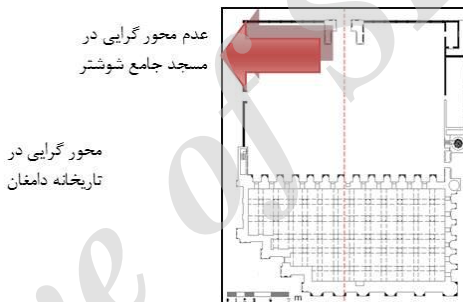 عدم محور گرایی در
مسجد جامع شوشتر
محور گرایی در
تاریخانه دامغان
m